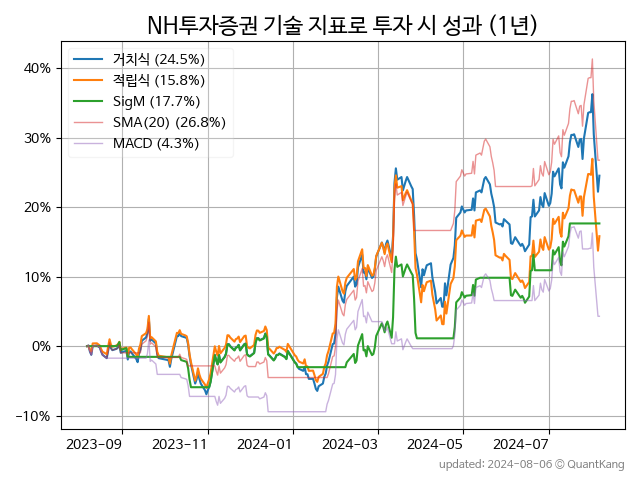 NH투자증권 기술 지표로 투자 시 성과 (1년)
거치식 (24.5%)
적립식 (15.8%)
SigM (17.7%)
SMA(20) (26.8%)
MACD (4.3%)
40%
30%
20%
10%
0%
−10%
2023-09 2023-11 2024-01 2024-03 2024-05 2024-07
updated: 2024-08-06 © QuantKang